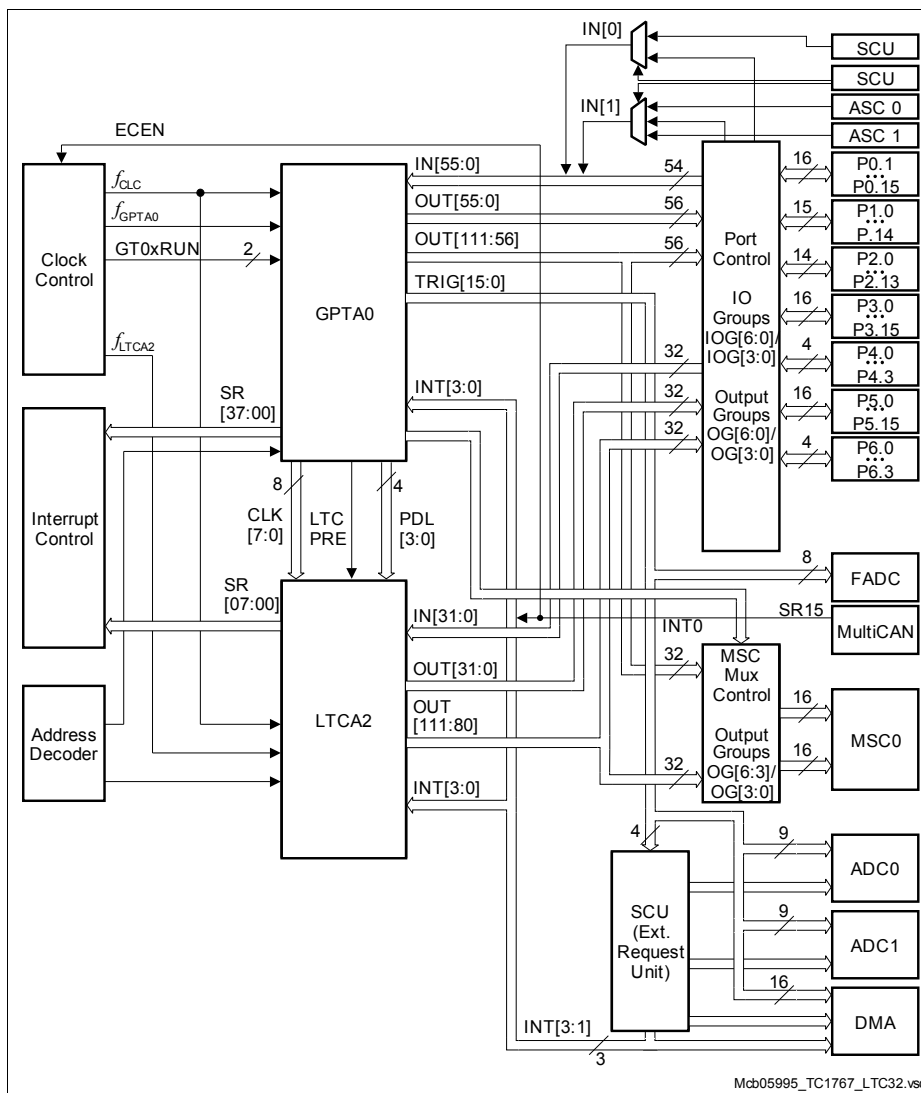 IN[0]
SCU
SCU
IN[1]
ASC 0
ASC 1
ECEN
fCLC
fGPTA0
GT0xRUN
2
Clock
Control
fLTCA2
GPTA0
IN[55:0]
54
OUT[55:0]
56
OUT[111:56]
56
TRIG[15:0]
INT[3:0]
32
32
32
Port
Control
IO
Groups
IOG[6:0]/
IOG[3:0]
Output
Groups
OG[6:0]/
OG[3:0]
16
P0.1
...
P0.15
15
P1.0
...
P.14
14
P2.0
...
P2.13
16
P3.0
...
P3.15
4
P4.0
...
P4.3
16
P5.0
...
P5.15
4
P6.0
...
P6.3
SR
[37:00]
8
CLK
[7:0]
LTC
PRE
4
PDL
[3:0]
Interrupt
Control
SR
[07:00]
8
FADC
SR15
MultiCAN
INT0
LTCA2
IN[31:0]
OUT[31:0]
OUT
[111:80]
INT[3:0]
32
32
MSC
Mux
Control
Output
Groups
OG[6:3]/
OG[3:0]
16
16
MSC0
Address
Decoder
4
SCU
(Ext.
Request
Unit)
9
ADC0
9
ADC1
16
DMA
INT[3:1]
3
Mcb05995_TC1767_LTC32.vsd